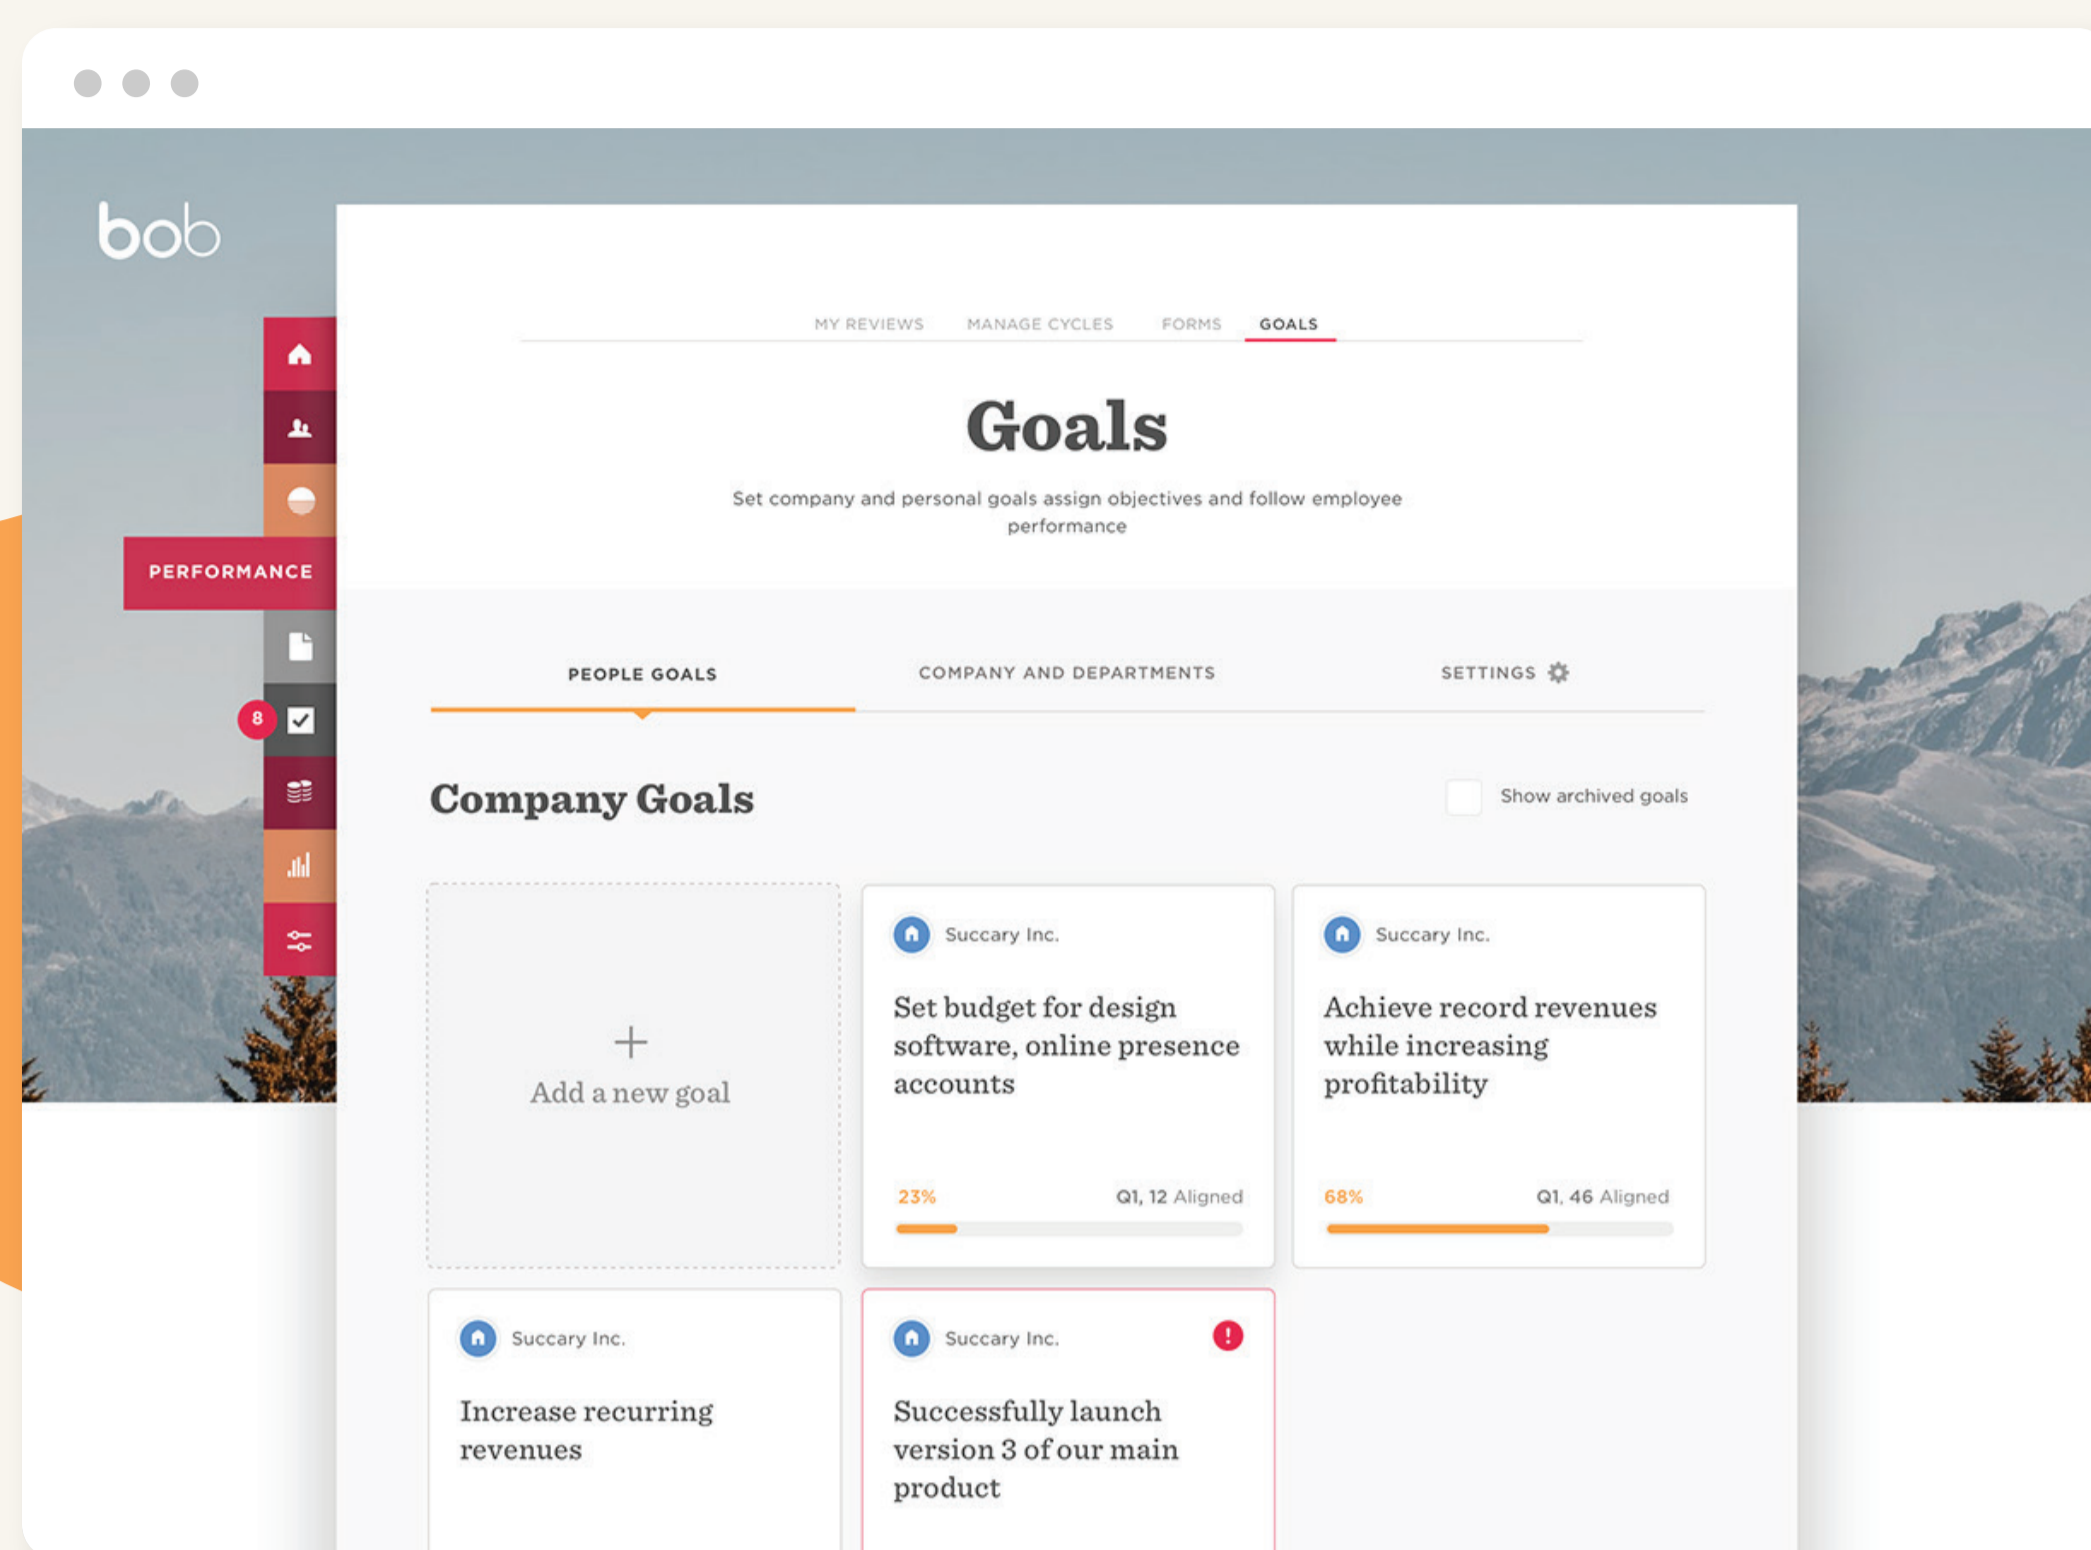 bob
MY REVIEWS MANAGE CYCLES FORMS GOALS
Goals
Set company and personal goals assign objectives and follow employee
performance
PERFORMANCE
8
PEOPLE GOALS COMPANY AND DEPARTMENTS SETTINGS
Company Goals
Show archived goals
Add a new goal
Succary Inc.
Set budget for design
software, online presence
accounts
23% Q1, 12 Aligned
Succary Inc.
Achieve record revenues
while increasing
profitability
68% Q1, 46 Aligned
Succary Inc.
Increase recurring
revenues
Succary Inc.
!
Successfully launch
version 3 of our main
product